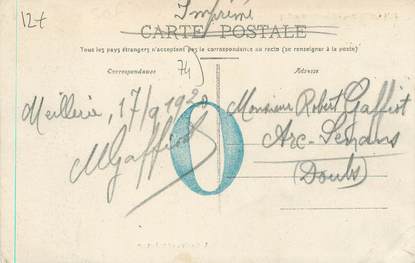 12€
Imprimé
CARTE POSTALE
Tous les pays étrangers n'acceptent pas la correspondance au recto (se renseigner à la poste)
74
Correspondance
Adresse
Meillerie, 17/9 1920
MGaffiot
Monsieur Robert Gaffiot
Arc-Senans
(Doubs)
0